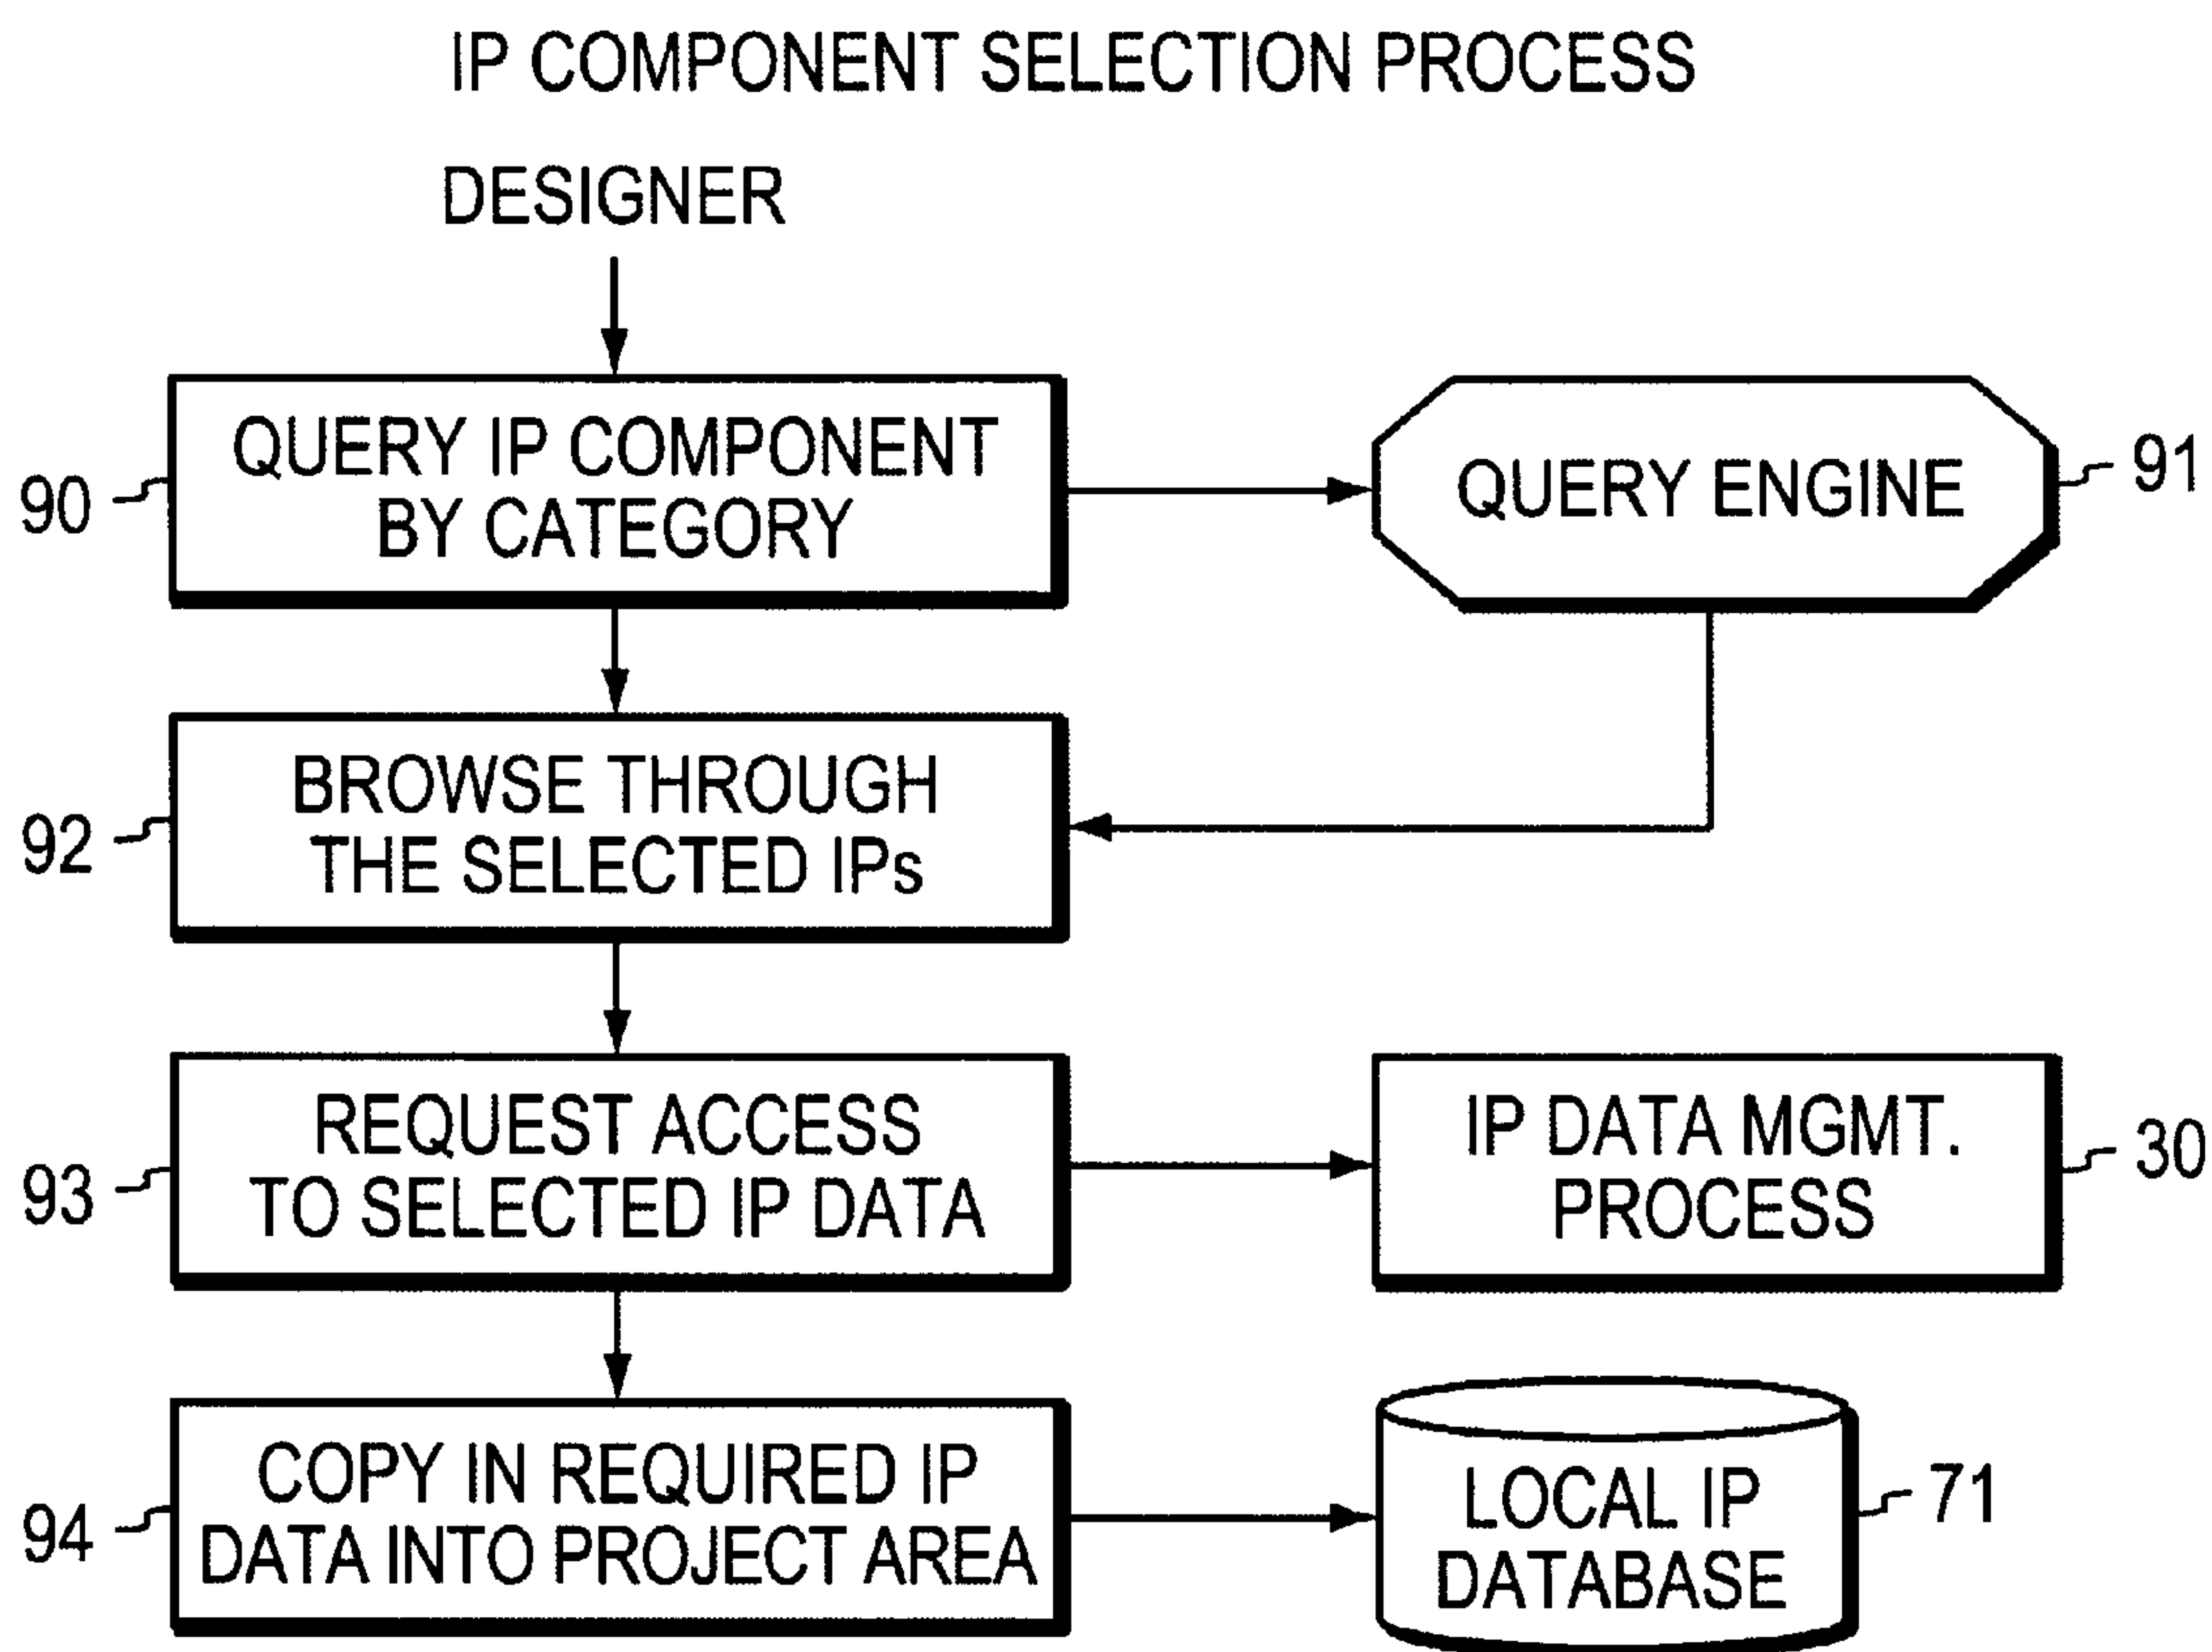 IP COMPONENT SELECTION PROCESS
DESIGNER
QUERY IP COMPONENT
BY CATEGORY
90
QUERY ENGINE
91
BROWSE THROUGH
THE SELECTED IPs
92
REQUEST ACCESS
TO SELECTED IP DATA
93
IP DATA MGMT.
PROCESS
30
COPY IN REQUIRED IP
DATA INTO PROJECT AREA
94
LOCAL IP
DATABASE
71